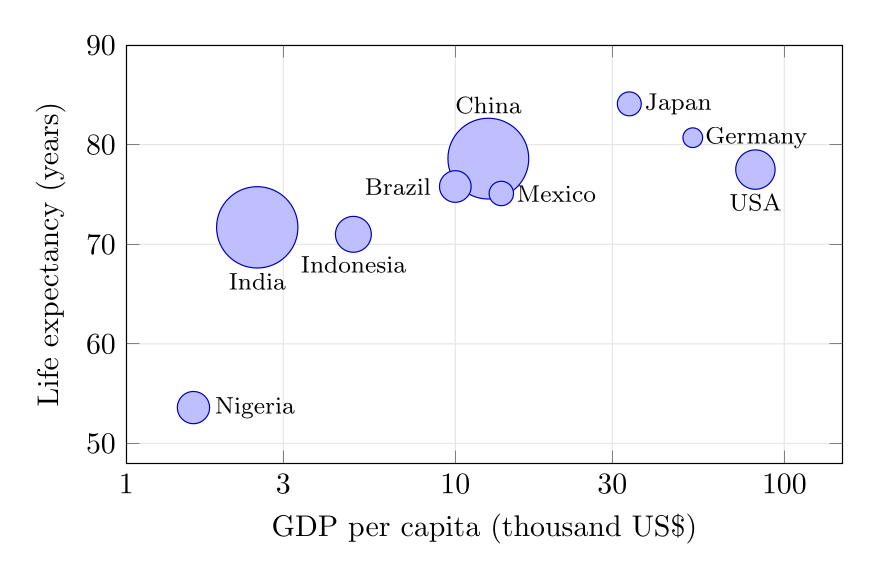 90
China
Japan
80
Germany
Brazil
Mexico
USA
70
Indonesia
India
60
Nigeria
50
1
3
10
30
100
Life expectancy (years)
GDP per capita (thousand US$)